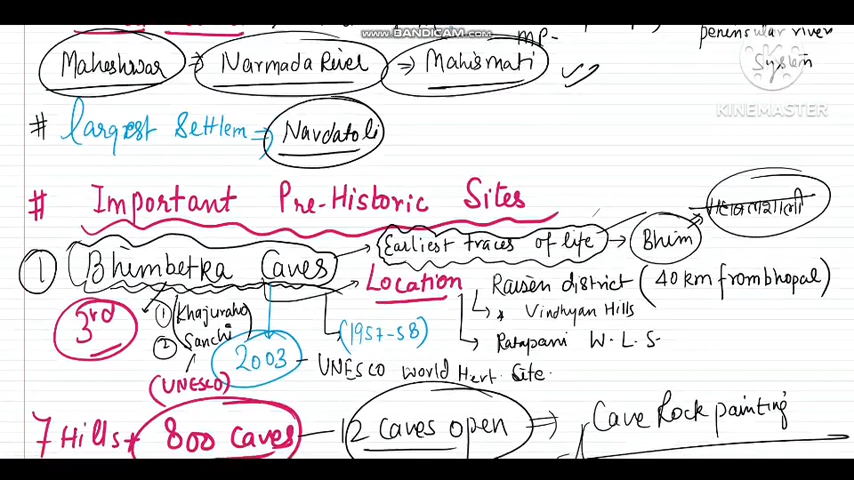 www.BANDICAM.com
MP-
peninsular river
System
KINEMASTER
Maheshwar ⇒ Narmada River ⇒ Mahismati
# largest Settlem ⇒ Navdatoli
# Important Pre-Historic Sites
① Bhumbetka Caves → Earliest traces of life → Bhim ⇒
Location Raisen district (40 km from bhopal)
* Vindhyan Hills
3rd
① Khajuraho
② Sanchi
(UNESCO)
(1957-58)
Ratapani W.L.S
2003 - UNESCO World Hert. Site.
7 Hills + 800 caves - 12 caves open ⇒ Cave Rock painting